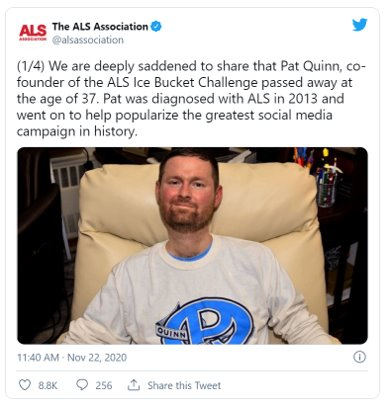 ALS
ASSOCIATION
The ALS Association
@alsassociation
(1/4) We are deeply saddened to share that Pat Quinn, co-
founder of the ALS Ice Bucket Challenge passed away at
the age of 37. Pat was diagnosed with ALS in 2013 and
went on to help popularize the greatest social media
campaign in history.
QUINN
11:40 AM · Nov 22, 2020
8.8K
256
Share this Tweet